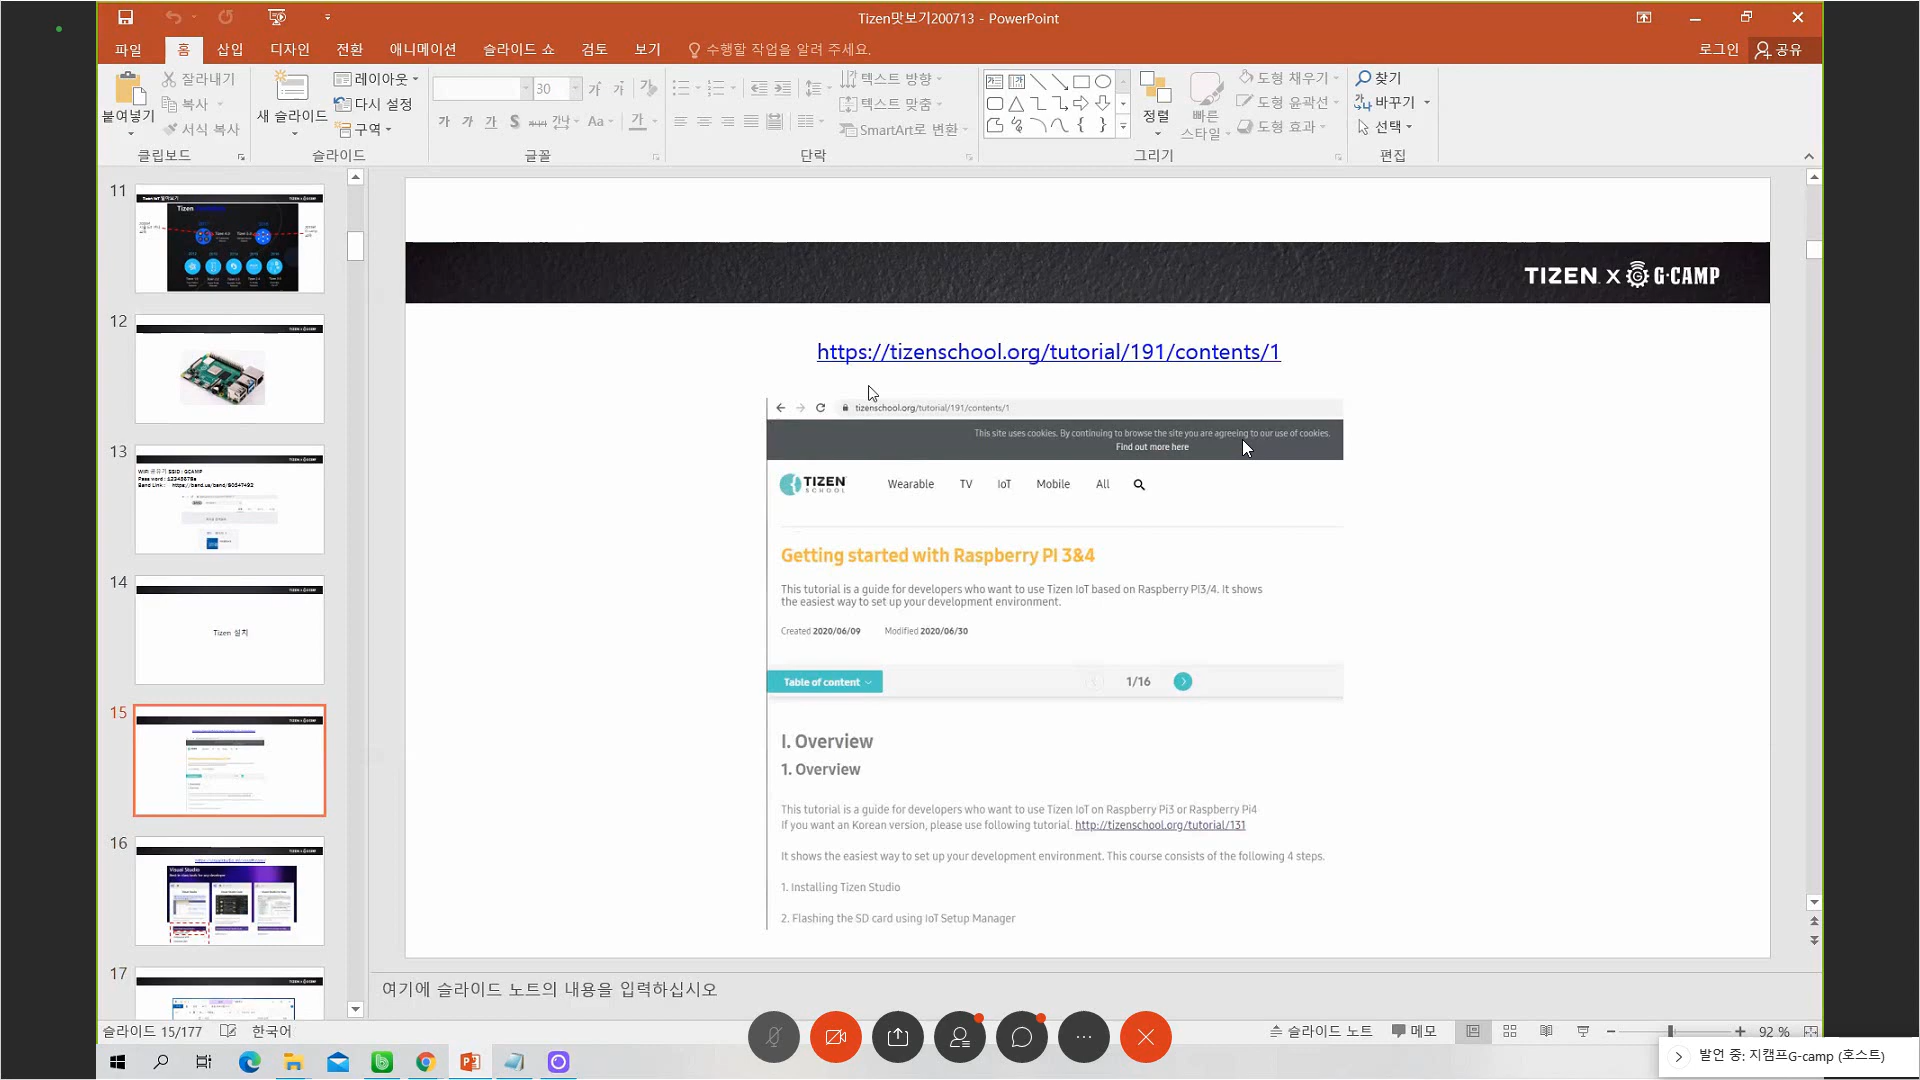 Tizen맛보기200713 - PowerPoint
파일 홈 삽입 디자인 전환 애니메이션 슬라이드 쇼 검토 보기 수행할 작업을 알려 주세요.
로그인 공유
붙여넣기
잘라내기
복사
서식 복사
클립보드
새 슬라이드
레이아웃
다시 설정
구역
슬라이드
30
가 가 가 S Aa 가
글꼴
텍스트 방향
텍스트 맞춤
SmartArt로 변환
단락
정렬
빠른 스타일
도형 채우기
도형 윤곽선
도형 효과
그리기
찾기
바꾸기
선택
편집
11
Tizen
12
13
14
Tizen 설치
15
16
Visual Studio
17
TIZEN X G·CAMP
https://tizenschool.org/tutorial/191/contents/1
tizenschool.org/tutorial/191/contents/1
This site uses cookies. By continuing to browse the site you are agreeing to our use of cookies.
Find out more here
TIZEN SCHOOL
Wearable TV IoT Mobile All
Getting started with Raspberry PI 3&4
This tutorial is a guide for developers who want to use Tizen IoT based on Raspberry PI3/4. It shows
the easiest way to set up your development environment.
Created 2020/06/09 Modified 2020/06/30
Table of content 1/16
I. Overview
1. Overview
This tutorial is a guide for developers who want to use Tizen IoT on Raspberry Pi3 or Raspberry Pi4
If you want an Korean version, please use following tutorial. http://tizenschool.org/tutorial/131
It shows the easiest way to set up your development environment. This course consists of the following 4 steps.
1. Installing Tizen Studio
2. Flashing the SD card using IoT Setup Manager
여기에 슬라이드 노트의 내용을 입력하십시오
슬라이드 15/177 한국어
슬라이드 노트 메모 92 %
발언 중: 지캠프G-camp (호스트)